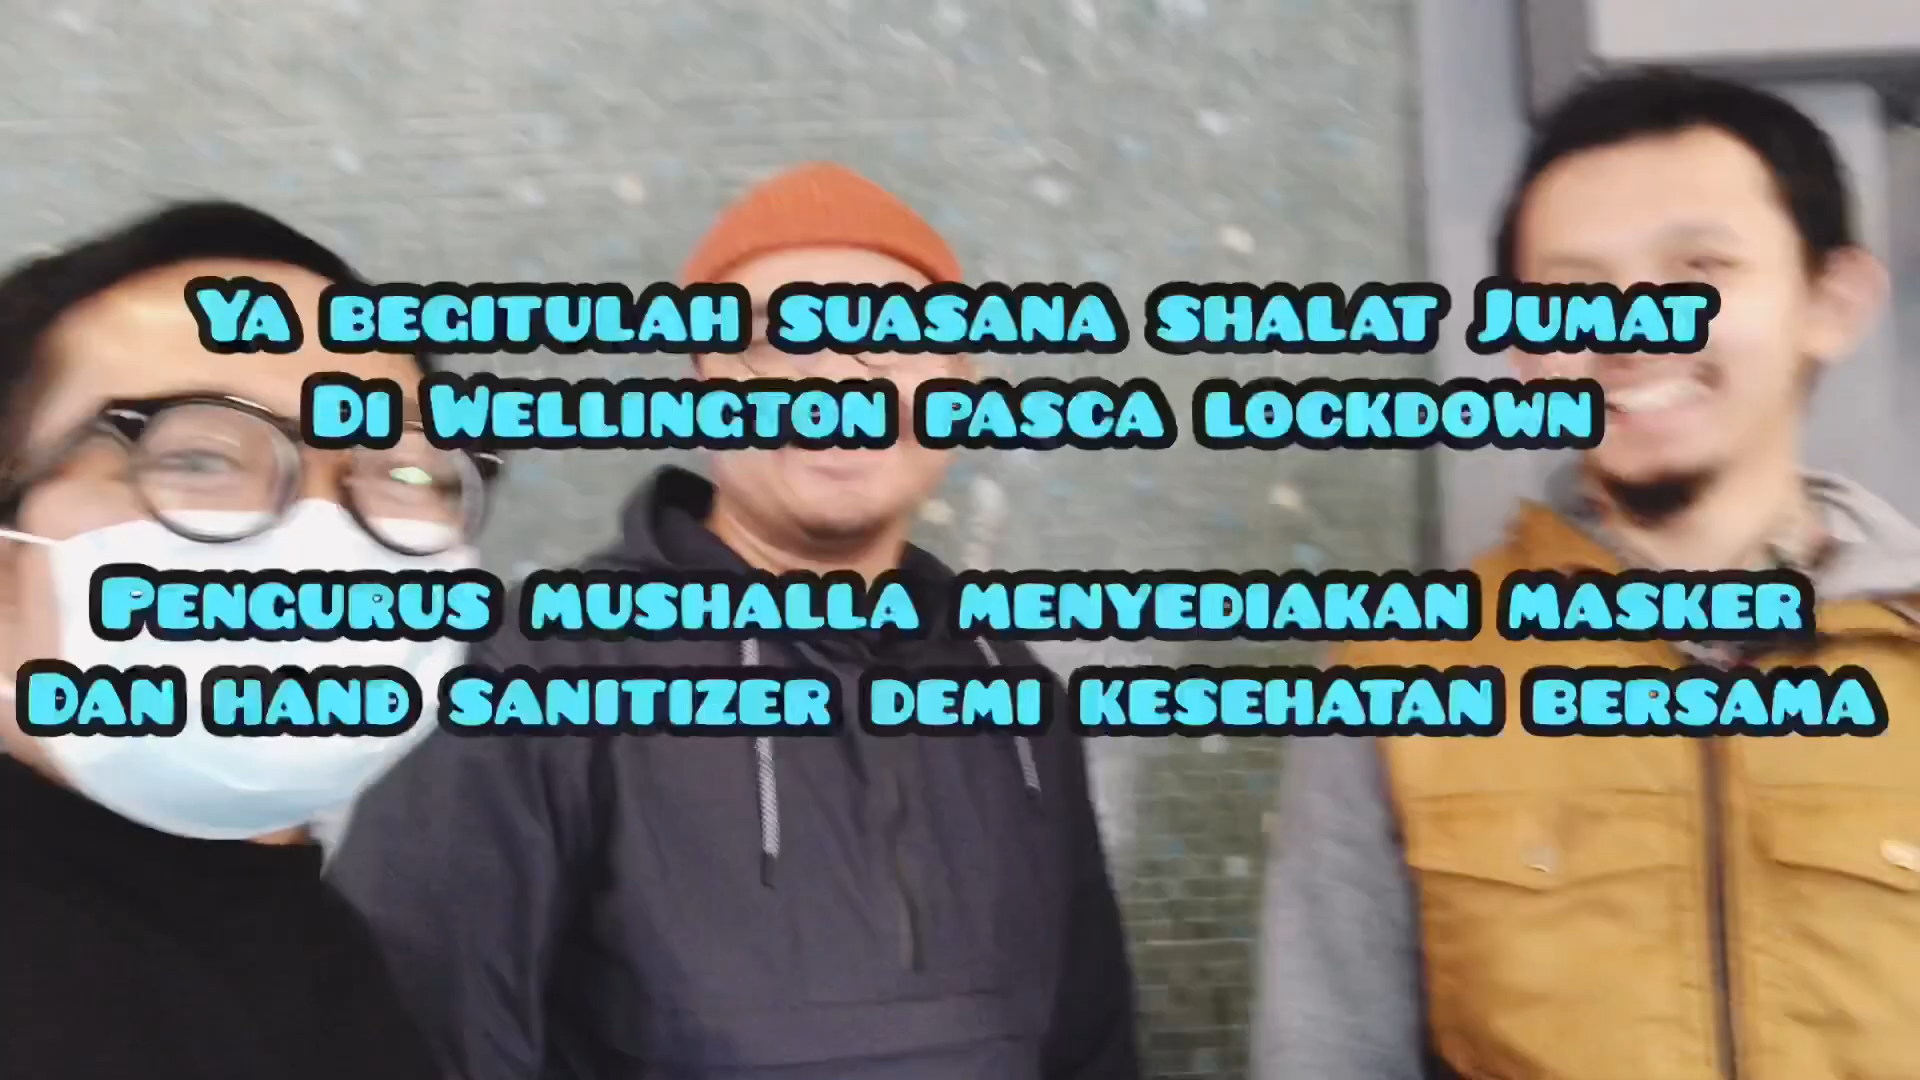 Ya begitulah suasana shalat Jumat
Di Wellington pasca lockdown
Pengurus mushalla menyediakan masker
Dan hand sanitizer demi kesehatan bersama